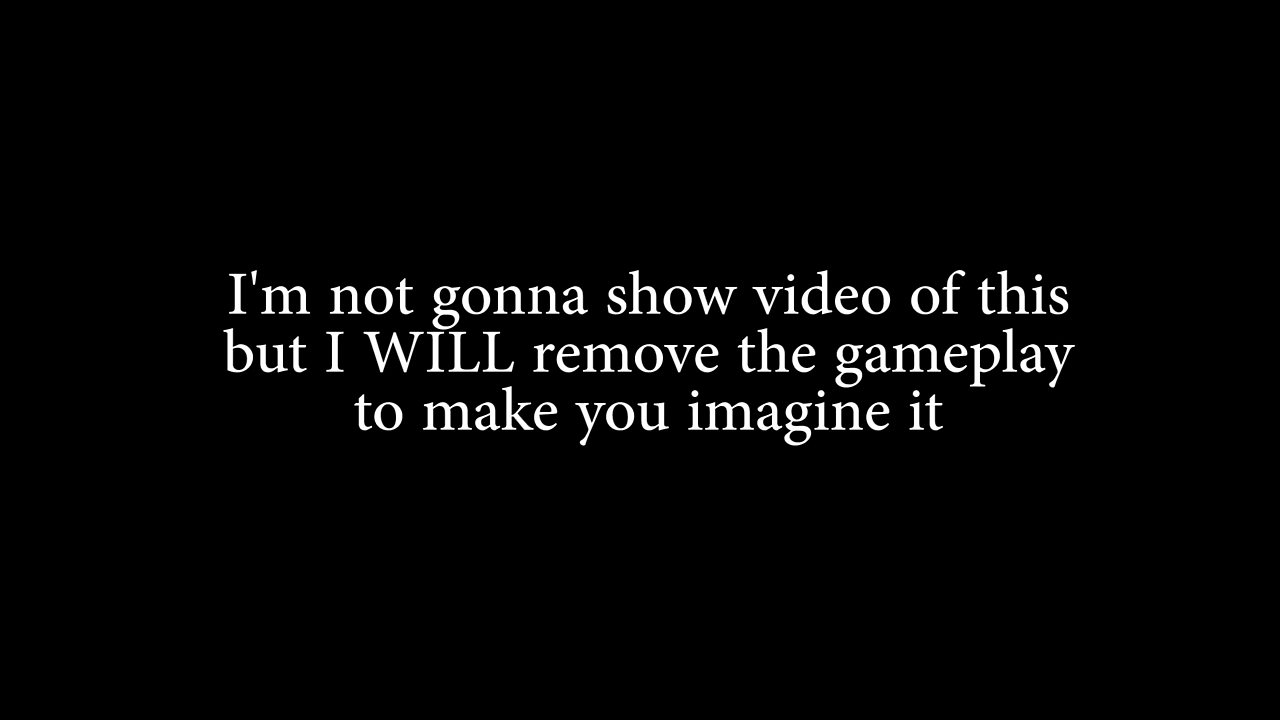 I'm not gonna show video of this
but I WILL remove the gameplay
to make you imagine it